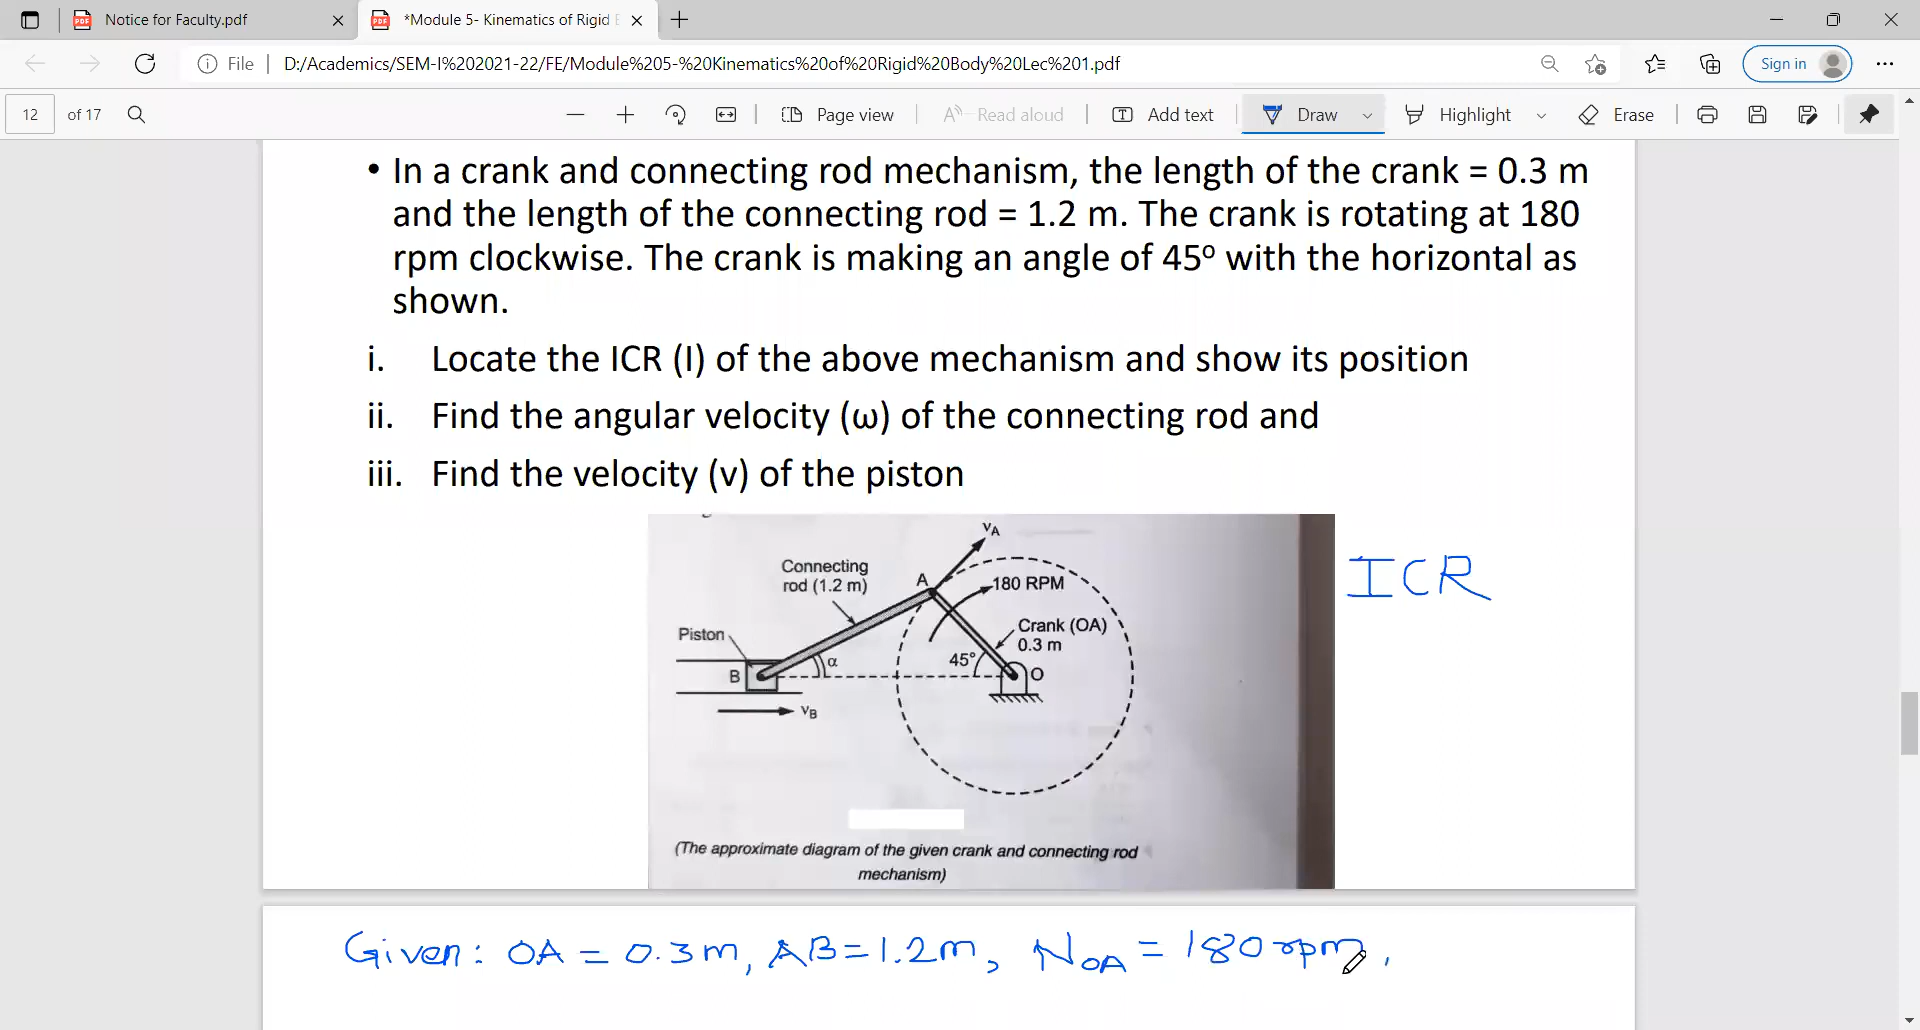 Notice for Faculty.pdf
*Module 5- Kinematics of Rigid B
File
D:/Academics/SEM-I%202021-22/FE/Module%205-%20Kinematics%20of%20Rigid%20Body%20Lec%201.pdf
Sign in
12 of 17
Page view
Read aloud
Add text
Draw
Highlight
Erase
• In a crank and connecting rod mechanism, the length of the crank = 0.3 m
and the length of the connecting rod = 1.2 m. The crank is rotating at 180
rpm clockwise. The crank is making an angle of 45º with the horizontal as
shown.
i. Locate the ICR (I) of the above mechanism and show its position
ii. Find the angular velocity (ω) of the connecting rod and
iii. Find the velocity (v) of the piston
vA
Connecting
rod (1.2 m)
A
180 RPM
ICR
Crank (OA)
0.3 m
Piston
α
45°
B
O
vB
(The approximate diagram of the given crank and connecting rod
mechanism)
Given: OA = 0.3m, AB = 1.2m, NOA = 180 rpm,